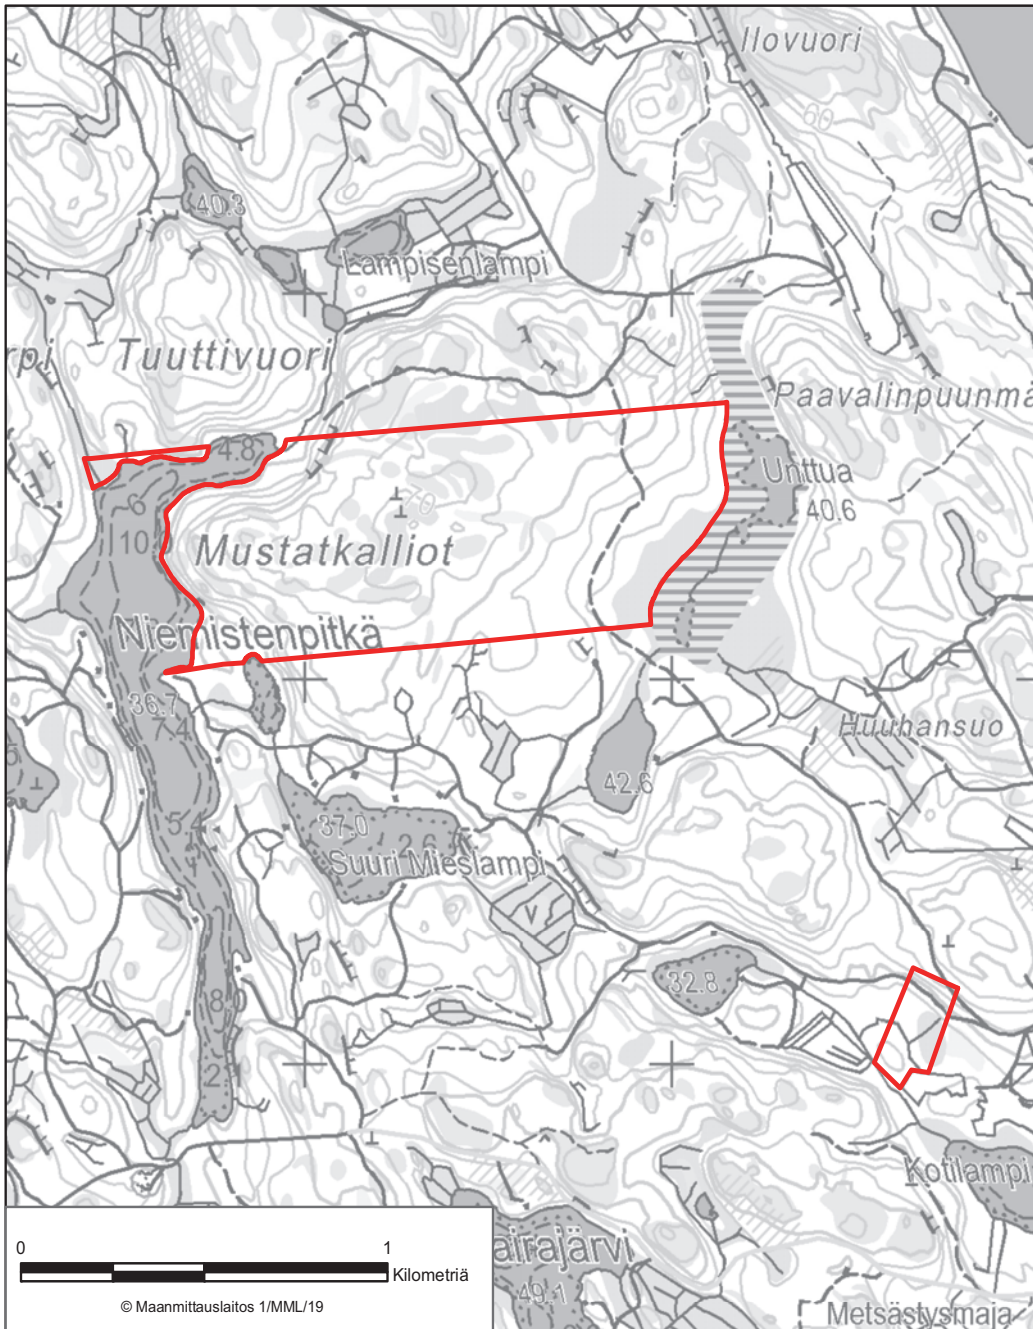 Ilovuori
60
40.3
Lampisenlampi
rpi
Tuuttivuori
Paavalinpuunmä
4.8
Unttua
40.6
6
70
10
Mustatkalliot
Niemistenpitkä
36.7
7.4
Huuhansuo
42.6
5
37.0
2.6
Suuri Mieslampi
V
32.8
8.0
2
Kotilampi
airajärvi
49.1
Metsästysmaja
0
1
Kilometriä
© Maanmittauslaitos 1/MML/19